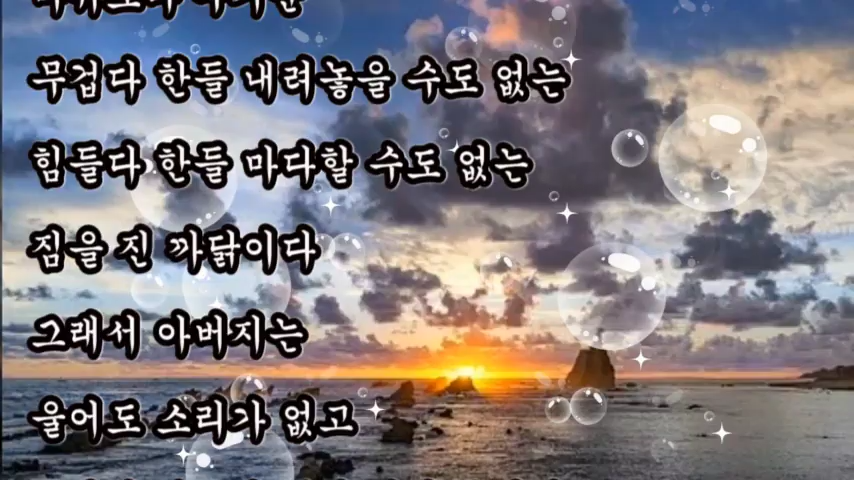 무겁다 한들 내려놓을 수도 없는
힘들다 한들 마다할 수도 없는
짐을 진 까닭이다
그래서 아버지는
울어도 소리가 없고